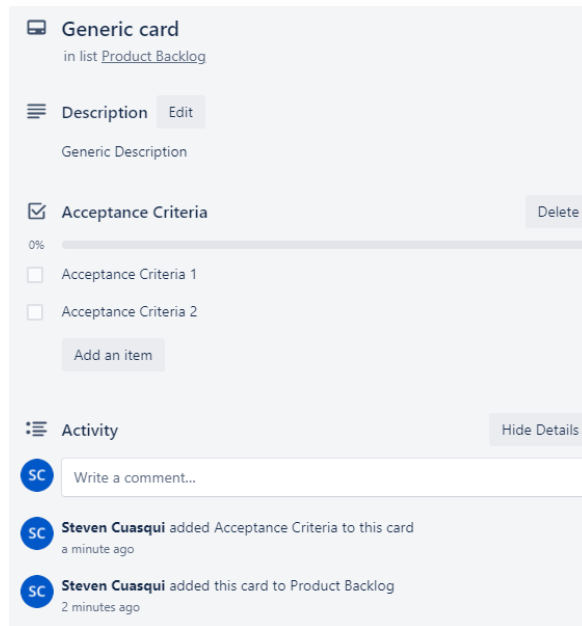 Generic card
in list Product Backlog
Description Edit
Generic Description
Acceptance Criteria Delete
0%
Acceptance Criteria 1
Acceptance Criteria 2
Add an item
Activity Hide Details
SC Write a comment...
SC Steven Cuasqui added Acceptance Criteria to this card
a minute ago
SC Steven Cuasqui added this card to Product Backlog
2 minutes ago